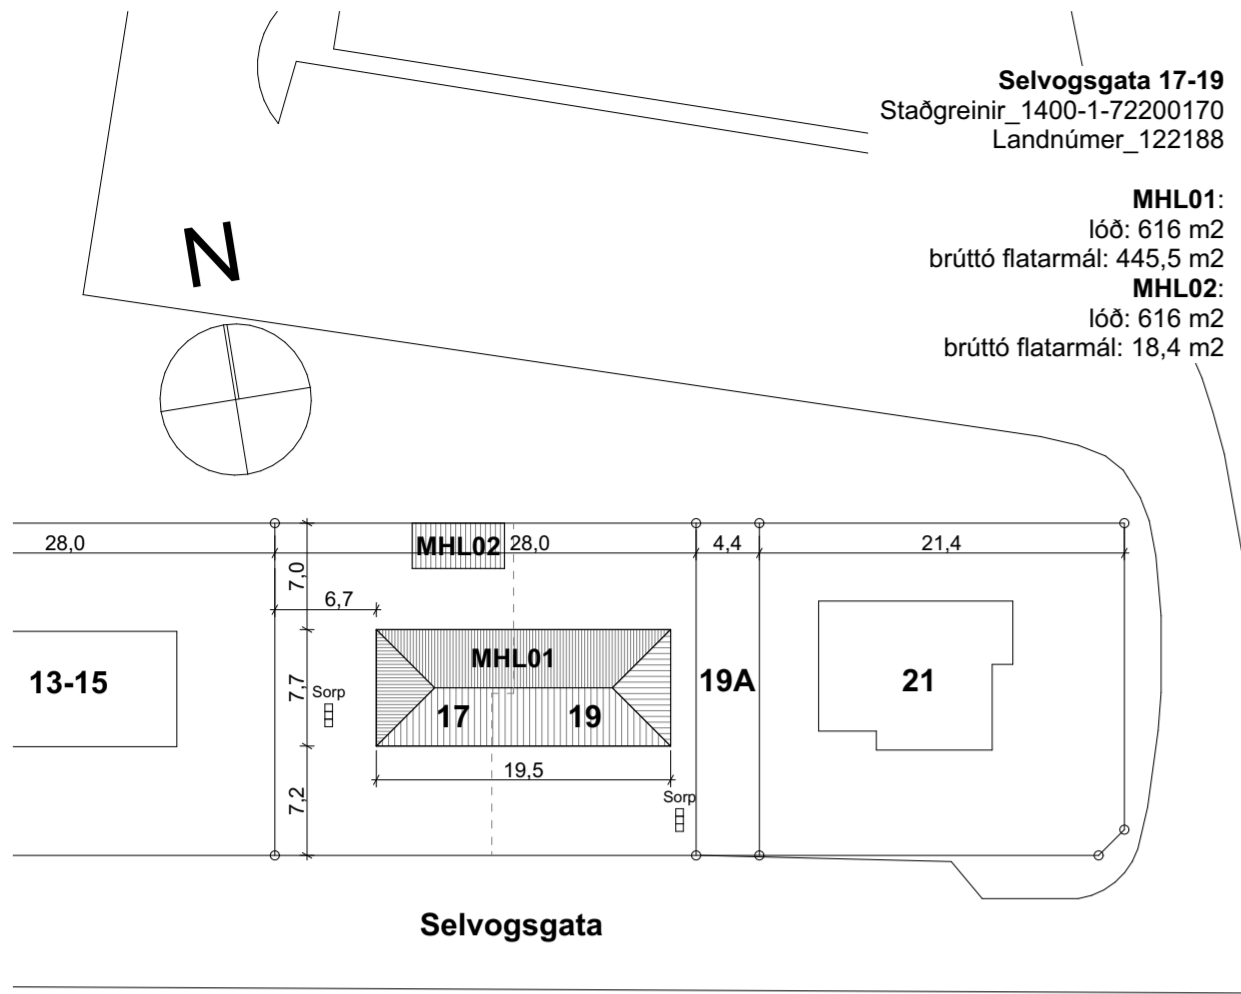 Selvogsgata 17-19
Staðgreinir_1400-1-72200170
Landnúmer_122188
MHL01:
lóð: 616 m2
brúttó flatarmál: 445,5 m2
MHL02:
lóð: 616 m2
brúttó flatarmál: 18,4 m2
N
28,0
MHL02
28,0
4,4
21,4
7,0
6,7
13-15
MHL01
19A
21
7,7
Sorp
17
19
19,5
7,2
Sorp
Selvogsgata